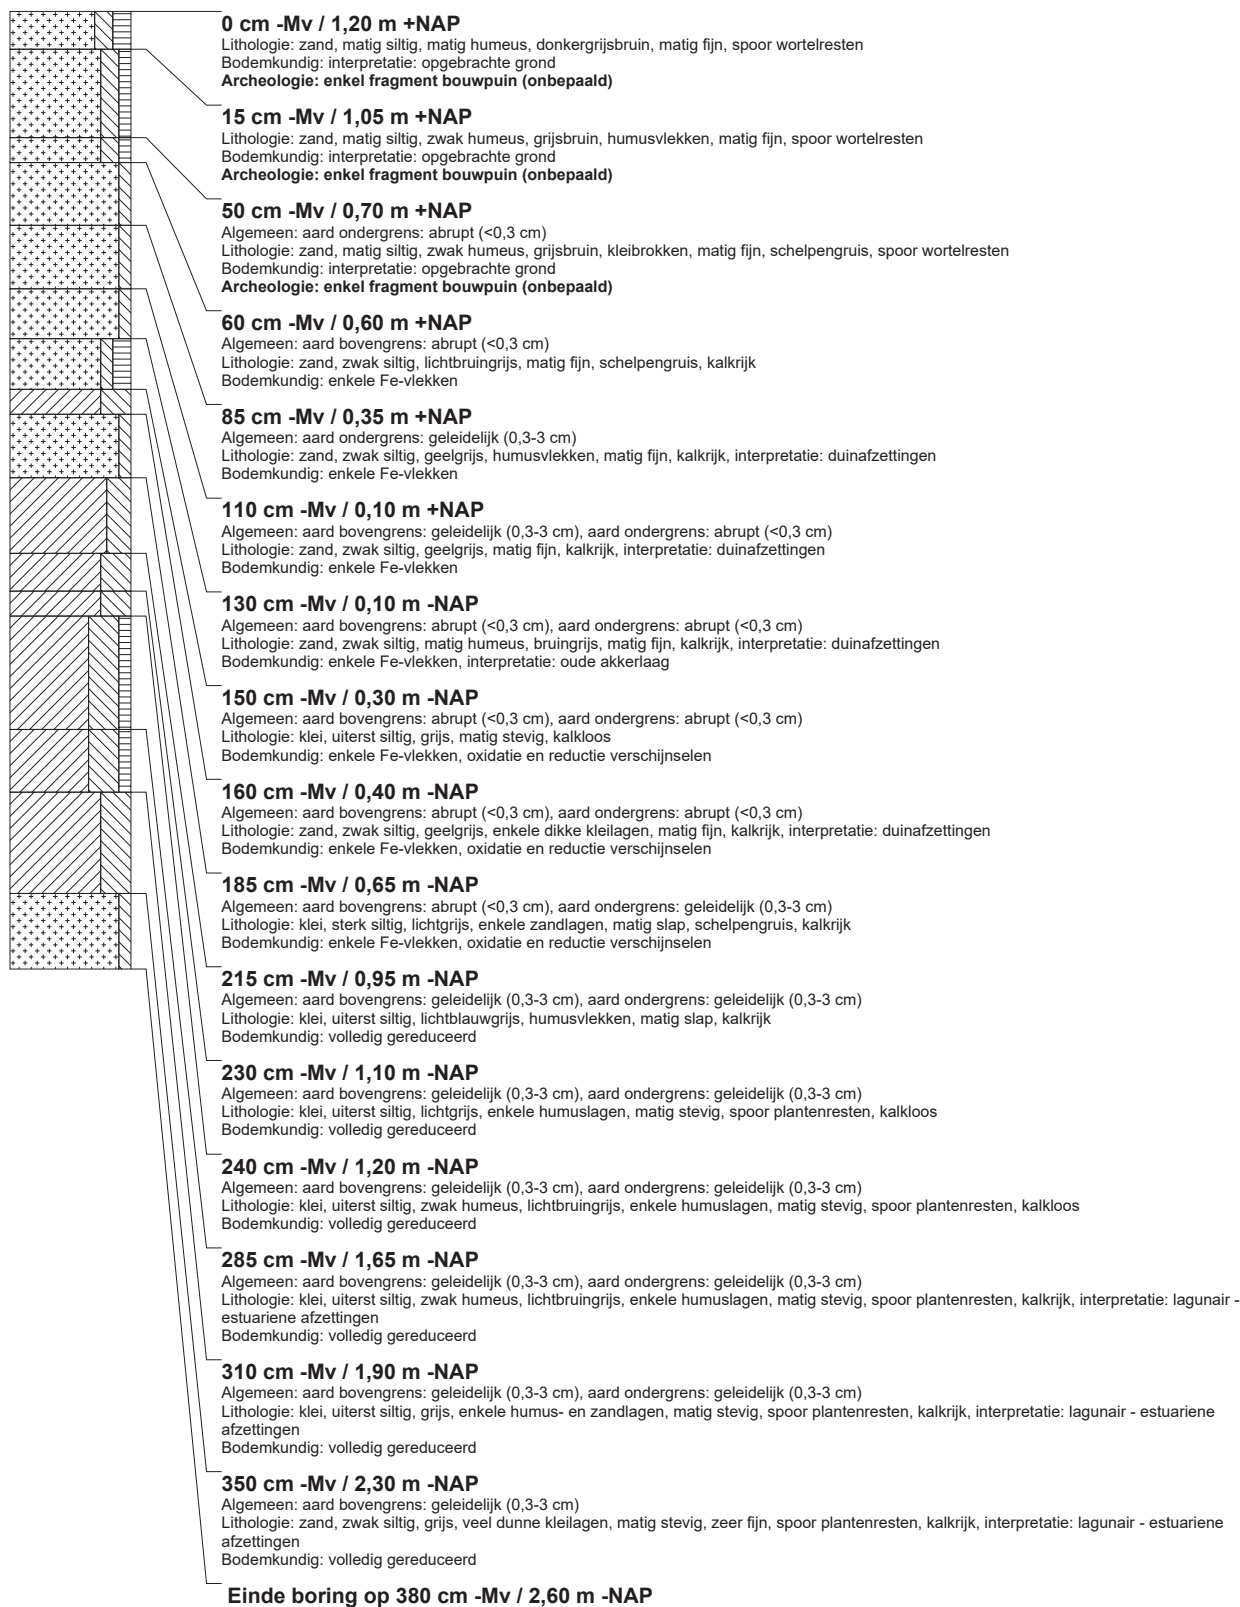 0 cm -Mv / 1,20 m +NAP
Lithologie: zand, matig siltig, matig humeus, donkergrijsbruin, matig fijn, spoor wortelresten
Bodemkundig: interpretatie: opgebrachte grond
Archeologie: enkel fragment bouwpuin (onbepaald)
15 cm -Mv / 1,05 m +NAP
Lithologie: zand, matig siltig, zwak humeus, grijsbruin, humusvlekken, matig fijn, spoor wortelresten
Bodemkundig: interpretatie: opgebrachte grond
Archeologie: enkel fragment bouwpuin (onbepaald)
50 cm -Mv / 0,70 m +NAP
Algemeen: aard ondergrens: abrupt (<0,3 cm)
Lithologie: zand, matig siltig, zwak humeus, grijsbruin, kleibrokken, matig fijn, schelpengruis, spoor wortelresten
Bodemkundig: interpretatie: opgebrachte grond
Archeologie: enkel fragment bouwpuin (onbepaald)
60 cm -Mv / 0,60 m +NAP
Algemeen: aard bovengrens: abrupt (<0,3 cm)
Lithologie: zand, zwak siltig, lichtbruingrijs, matig fijn, schelpengruis, kalkrijk
Bodemkundig: enkele Fe-vlekken
85 cm -Mv / 0,35 m +NAP
Algemeen: aard ondergrens: geleidelijk (0,3-3 cm)
Lithologie: zand, zwak siltig, geelgrijs, humusvlekken, matig fijn, kalkrijk, interpretatie: duinafzettingen
Bodemkundig: enkele Fe-vlekken
110 cm -Mv / 0,10 m +NAP
Algemeen: aard bovengrens: geleidelijk (0,3-3 cm), aard ondergrens: abrupt (<0,3 cm)
Lithologie: zand, zwak siltig, geelgrijs, matig fijn, kalkrijk, interpretatie: duinafzettingen
Bodemkundig: enkele Fe-vlekken
130 cm -Mv / 0,10 m -NAP
Algemeen: aard bovengrens: abrupt (<0,3 cm), aard ondergrens: abrupt (<0,3 cm)
Lithologie: zand, zwak siltig, matig humeus, bruingrijs, matig fijn, kalkrijk, interpretatie: duinafzettingen
Bodemkundig: enkele Fe-vlekken, interpretatie: oude akkerlaag
150 cm -Mv / 0,30 m -NAP
Algemeen: aard bovengrens: abrupt (<0,3 cm), aard ondergrens: abrupt (<0,3 cm)
Lithologie: klei, uiterst siltig, grijs, matig stevig, kalkloos
Bodemkundig: enkele Fe-vlekken, oxidatie en reductie verschijnselen
160 cm -Mv / 0,40 m -NAP
Algemeen: aard bovengrens: abrupt (<0,3 cm), aard ondergrens: abrupt (<0,3 cm)
Lithologie: zand, zwak siltig, geelgrijs, enkele dikke kleilagen, matig fijn, kalkrijk, interpretatie: duinafzettingen
Bodemkundig: enkele Fe-vlekken, oxidatie en reductie verschijnselen
185 cm -Mv / 0,65 m -NAP
Algemeen: aard bovengrens: abrupt (<0,3 cm), aard ondergrens: geleidelijk (0,3-3 cm)
Lithologie: klei, sterk siltig, lichtgrijs, enkele zandlagen, matig slap, schelpengruis, kalkrijk
Bodemkundig: enkele Fe-vlekken, oxidatie en reductie verschijnselen
215 cm -Mv / 0,95 m -NAP
Algemeen: aard bovengrens: geleidelijk (0,3-3 cm), aard ondergrens: geleidelijk (0,3-3 cm)
Lithologie: klei, uiterst siltig, lichtblauwgrijs, humusvlekken, matig slap, kalkrijk
Bodemkundig: volledig gereduceerd
230 cm -Mv / 1,10 m -NAP
Algemeen: aard bovengrens: geleidelijk (0,3-3 cm), aard ondergrens: geleidelijk (0,3-3 cm)
Lithologie: klei, uiterst siltig, lichtgrijs, enkele humuslagen, matig stevig, spoor plantenresten, kalkloos
Bodemkundig: volledig gereduceerd
240 cm -Mv / 1,20 m -NAP
Algemeen: aard bovengrens: geleidelijk (0,3-3 cm), aard ondergrens: geleidelijk (0,3-3 cm)
Lithologie: klei, uiterst siltig, zwak humeus, lichtbruingrijs, enkele humuslagen, matig stevig, spoor plantenresten, kalkloos
Bodemkundig: volledig gereduceerd
285 cm -Mv / 1,65 m -NAP
Algemeen: aard bovengrens: geleidelijk (0,3-3 cm), aard ondergrens: geleidelijk (0,3-3 cm)
Lithologie: klei, uiterst siltig, zwak humeus, lichtbruingrijs, enkele humuslagen, matig stevig, spoor plantenresten, kalkrijk, interpretatie: lagunair -
estuariene afzettingen
Bodemkundig: volledig gereduceerd
310 cm -Mv / 1,90 m -NAP
Algemeen: aard bovengrens: geleidelijk (0,3-3 cm), aard ondergrens: geleidelijk (0,3-3 cm)
Lithologie: klei, uiterst siltig, grijs, enkele humus- en zandlagen, matig stevig, spoor plantenresten, kalkrijk, interpretatie: lagunair - estuariene
afzettingen
Bodemkundig: volledig gereduceerd
350 cm -Mv / 2,30 m -NAP
Algemeen: aard bovengrens: geleidelijk (0,3-3 cm)
Lithologie: zand, zwak siltig, grijs, veel dunne kleilagen, matig stevig, zeer fijn, spoor plantenresten, kalkrijk, interpretatie: lagunair - estuariene
afzettingen
Bodemkundig: volledig gereduceerd
Einde boring op 380 cm -Mv / 2,60 m -NAP